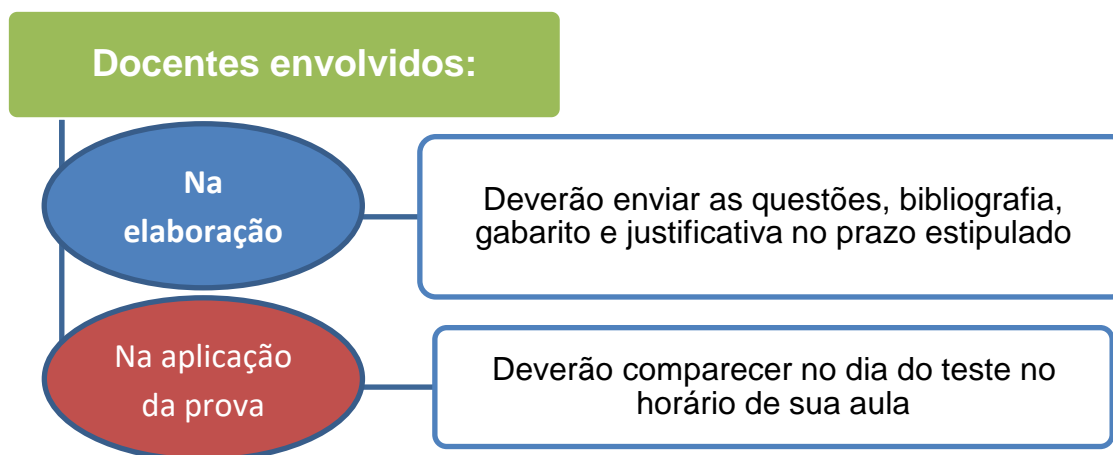 Docentes envolvidos:
Na
elaboração
Deverão enviar as questões, bibliografia,
gabarito e justificativa no prazo estipulado
Na aplicação
da prova
Deverão comparecer no dia do teste no
horário de sua aula